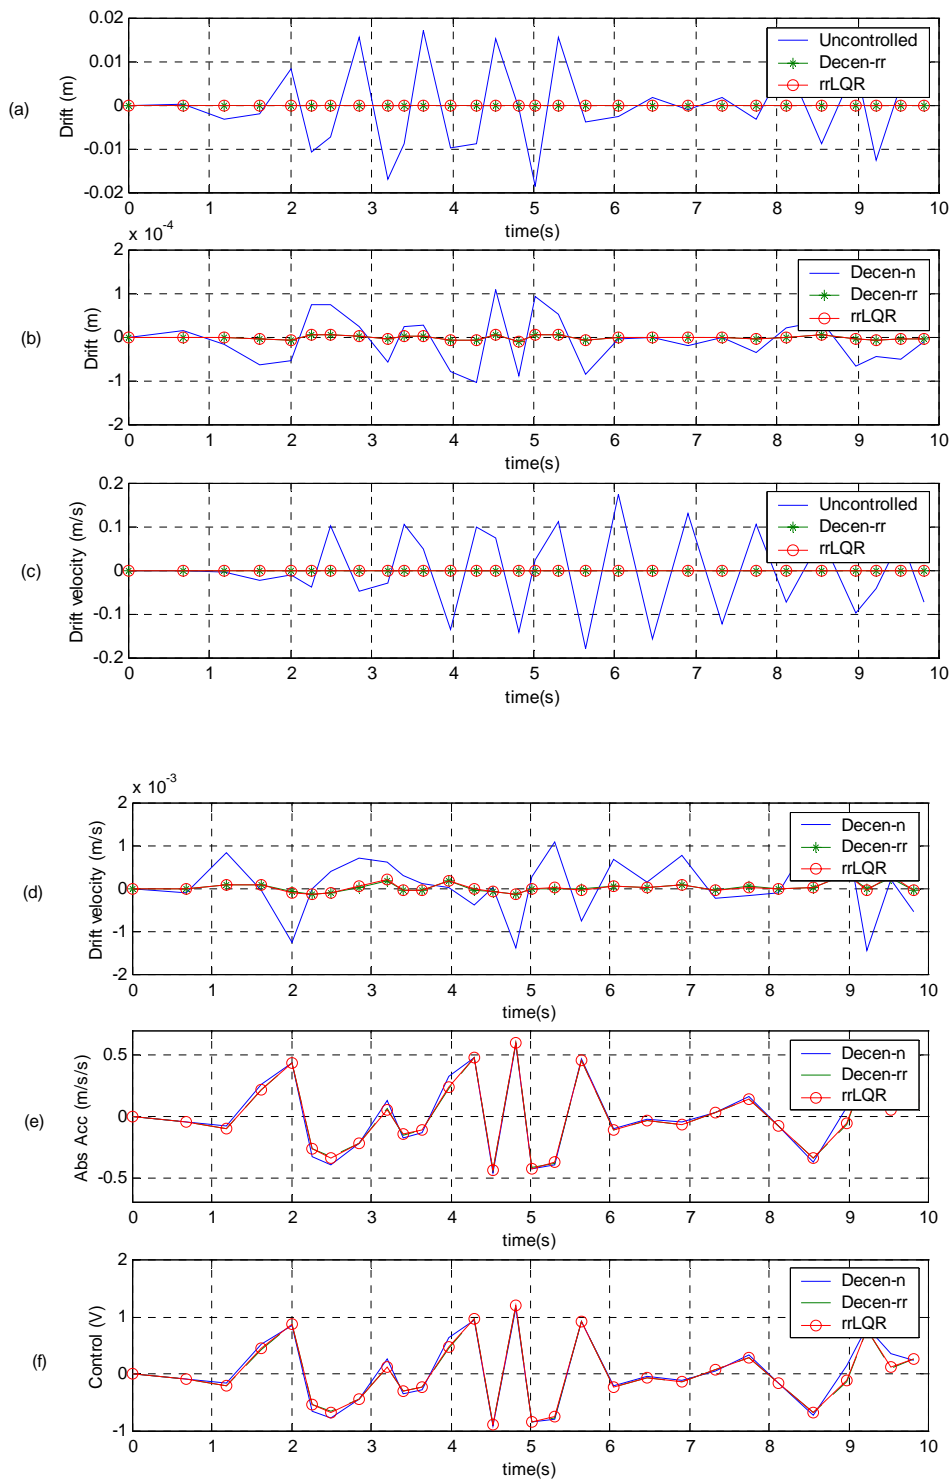 0.02
0.01
0
-0.01
-0.02
Drift (m)
(a)
Uncontrolled
Decen-rr
rrLQR
0 1 2 3 4 5 6 7 8 9 10
time(s)
x 10-4
2
1
0
-1
-2
Drift (m)
(b)
Decen-n
Decen-rr
rrLQR
0 1 2 3 4 5 6 7 8 9 10
time(s)
0.2
0.1
0
-0.1
-0.2
Drift velocity (m/s)
(c)
Uncontrolled
Decen-rr
rrLQR
0 1 2 3 4 5 6 7 8 9 10
time(s)
x 10-3
2
1
0
-1
-2
Drift velocity (m/s)
(d)
Decen-n
Decen-rr
rrLQR
0 1 2 3 4 5 6 7 8 9 10
time(s)
0.5
0
-0.5
Abs Acc (m/s/s)
(e)
Decen-n
Decen-rr
rrLQR
0 1 2 3 4 5 6 7 8 9 10
time(s)
2
1
0
-1
Control (V)
(f)
Decen-n
Decen-rr
rrLQR
0 1 2 3 4 5 6 7 8 9 10
time(s)